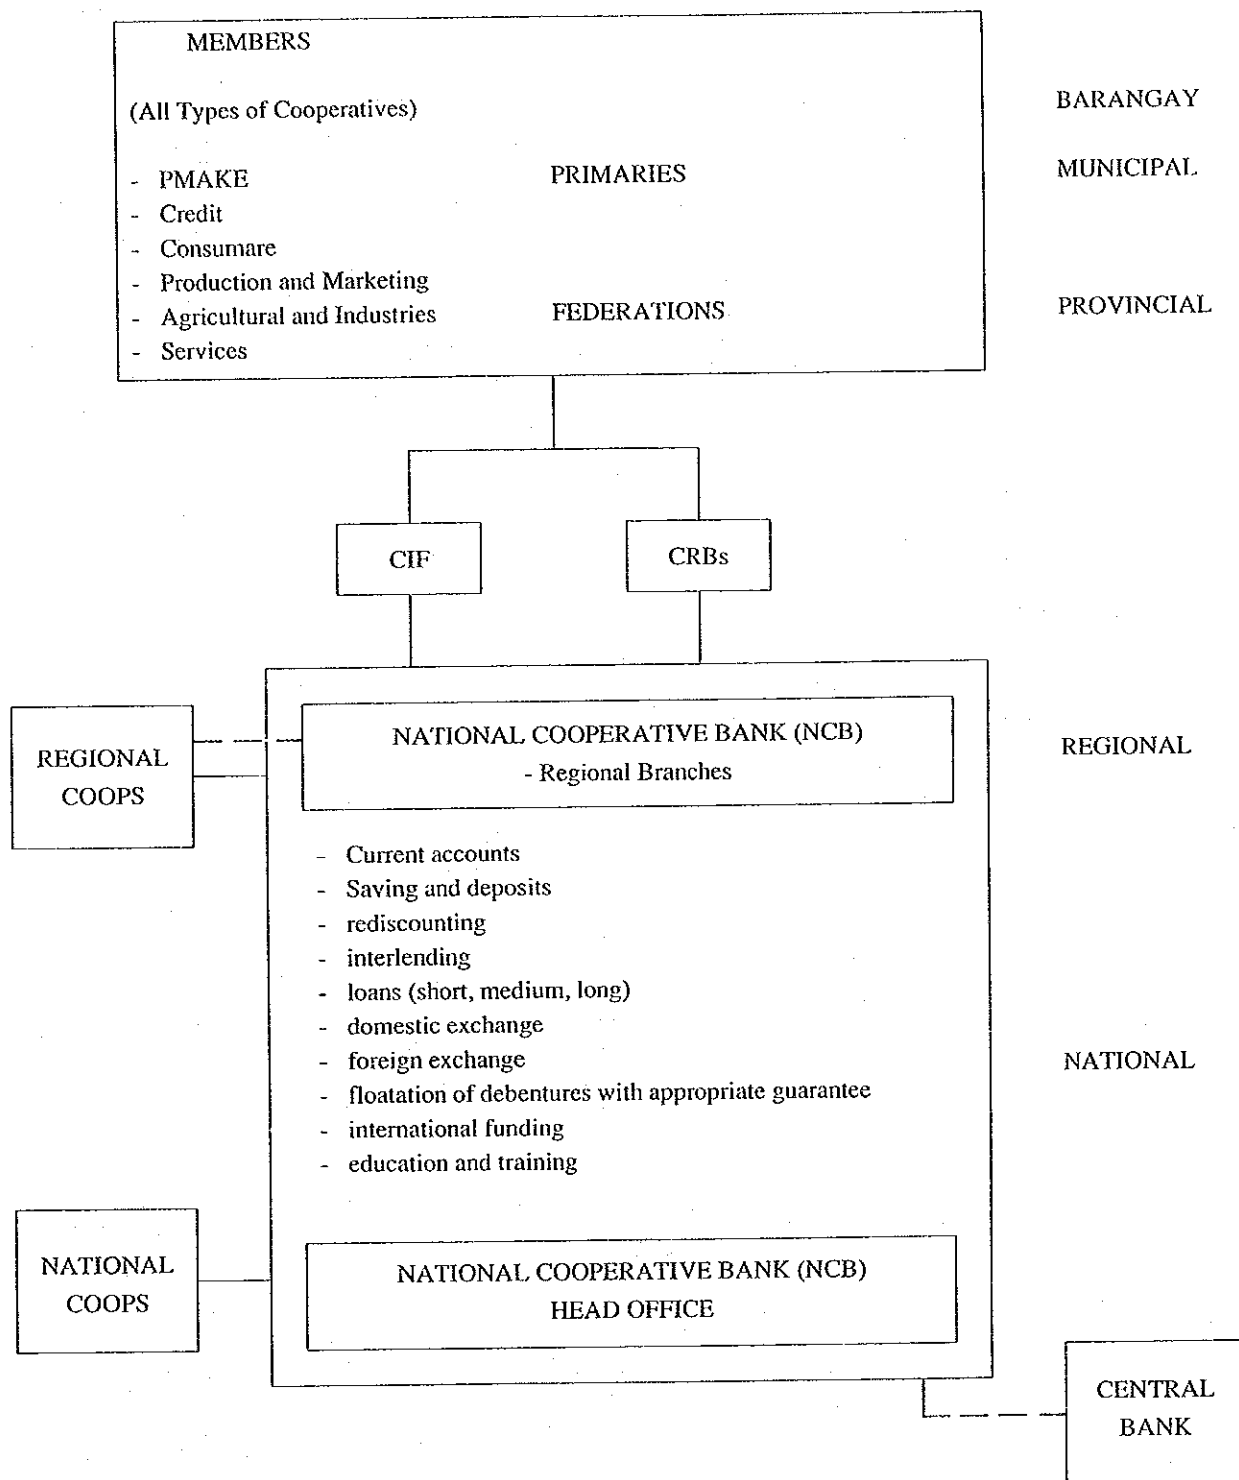 MEMBERS
(All Types of Cooperatives)
BARANGAY
- PMAKE
PRIMARIES
MUNICIPAL
- Credit
- Consumare
- Production and Marketing
- Agricultural and Industries
FEDERATIONS
PROVINCIAL
- Services
CIF
CRBs
REGIONAL
COOPS
NATIONAL COOPERATIVE BANK (NCB)
- Regional Branches
REGIONAL
- Current accounts
- Saving and deposits
- rediscounting
- interlending
- loans (short, medium, long)
- domestic exchange
- foreign exchange
NATIONAL
- floatation of debentures with appropriate guarantee
- international funding
- education and training
NATIONAL
COOPS
NATIONAL COOPERATIVE BANK (NCB)
HEAD OFFICE
CENTRAL
BANK